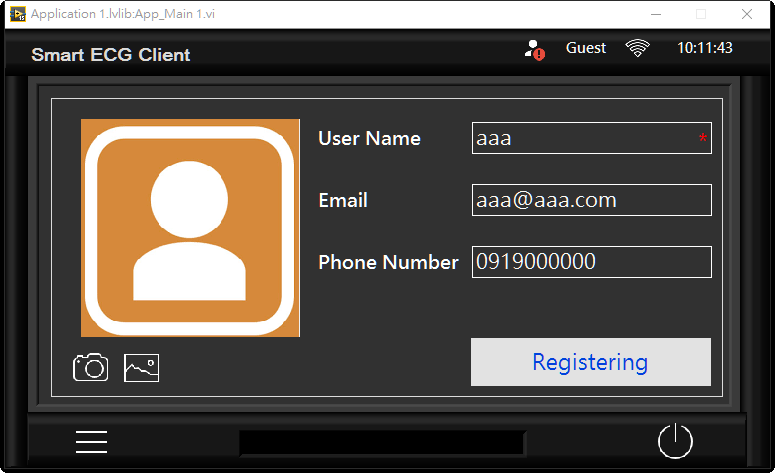 Application 1.lvlib:App_Main 1.vi
Smart ECG Client
Guest
10:11:43
User Name
aaa *
Email
aaa@aaa.com
Phone Number
0919000000
Registering